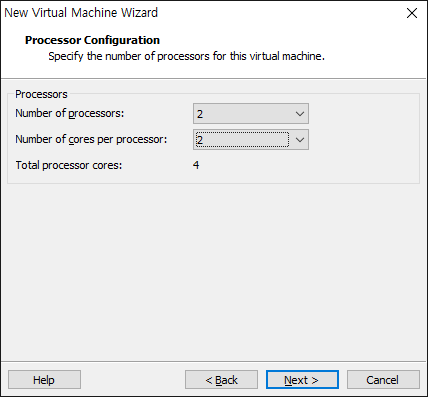 New Virtual Machine Wizard
Processor Configuration
Specify the number of processors for this virtual machine.
Processors
Number of processors: 2
Number of cores per processor: 2
Total processor cores: 4
Help < Back Next > Cancel